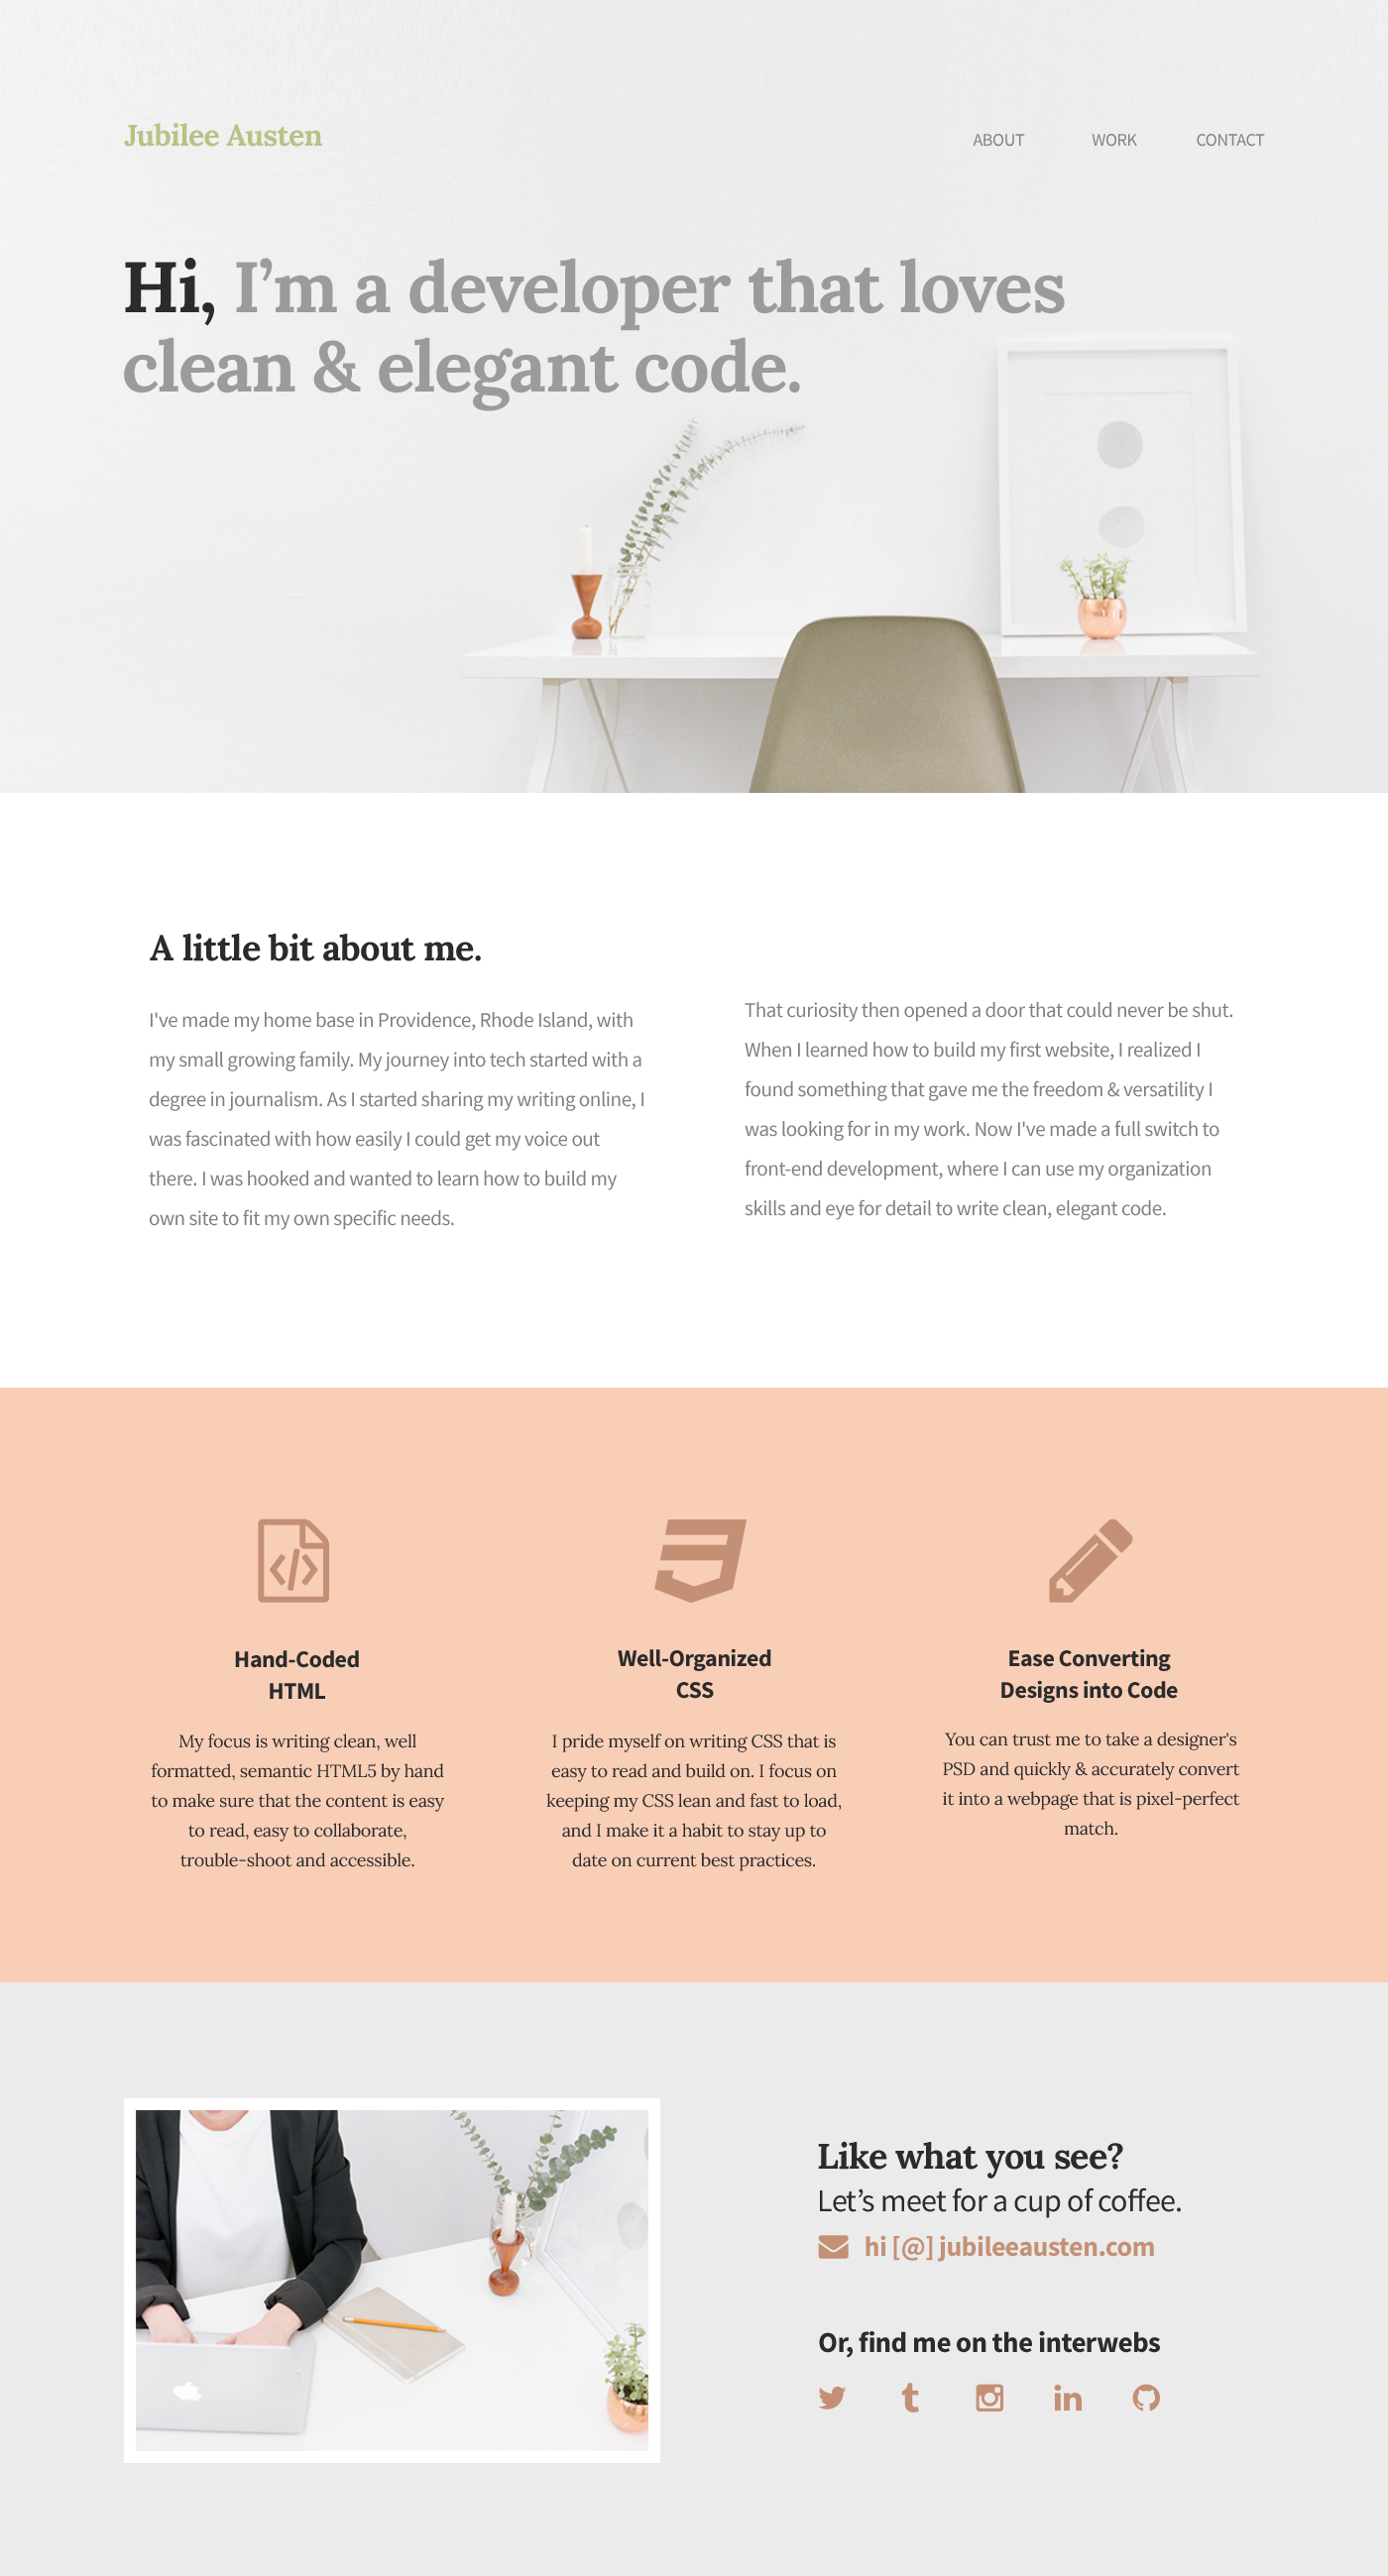 Jubilee Austen
ABOUT WORK CONTACT
Hi, I’m a developer that loves
clean & elegant code.
A little bit about me.
I've made my home base in Providence, Rhode Island, with
my small growing family. My journey into tech started with a
degree in journalism. As I started sharing my writing online, I
was fascinated with how easily I could get my voice out
there. I was hooked and wanted to learn how to build my
own site to fit my own specific needs.
That curiosity then opened a door that could never be shut.
When I learned how to build my first website, I realized I
found something that gave me the freedom & versatility I
was looking for in my work. Now I've made a full switch to
front-end development, where I can use my organization
skills and eye for detail to write clean, elegant code.
Hand-Coded
HTML
My focus is writing clean, well
formatted, semantic HTML5 by hand
to make sure that the content is easy
to read, easy to collaborate,
trouble-shoot and accessible.
Well-Organized
CSS
I pride myself on writing CSS that is
easy to read and build on. I focus on
keeping my CSS lean and fast to load,
and I make it a habit to stay up to
date on current best practices.
Ease Converting
Designs into Code
You can trust me to take a designer's
PSD and quickly & accurately convert
it into a webpage that is pixel-perfect
match.
Like what you see?
Let’s meet for a cup of coffee.
hi [@] jubileeausten.com
Or, find me on the interwebs